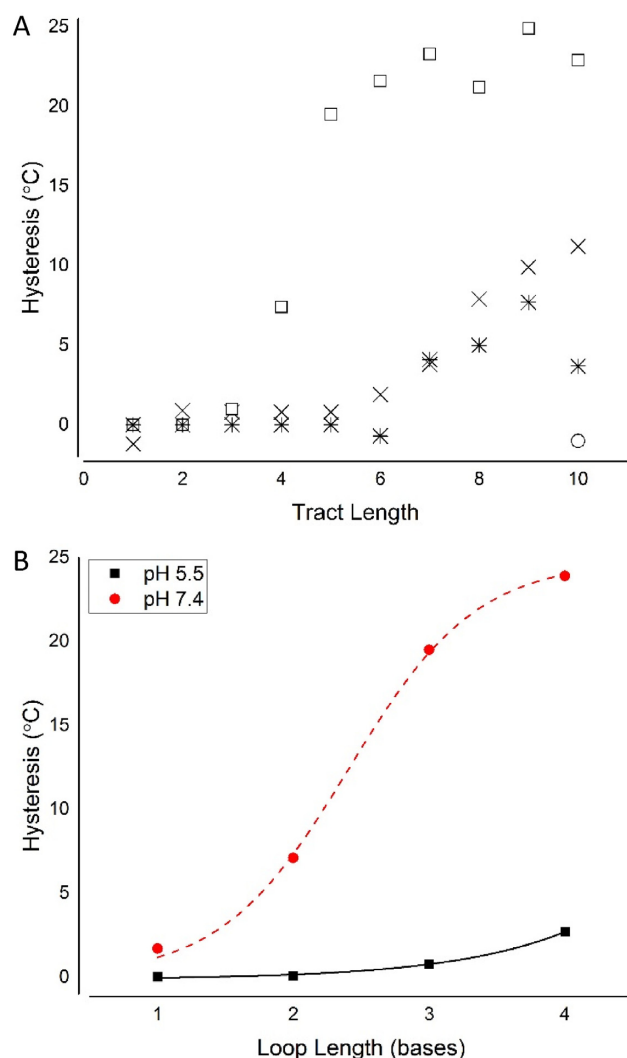 A
25
20
15
10
5
0
Hysteresis (°C)
0 2 4 6 8 10
Tract Length
B
25
20
15
10
5
0
Hysteresis (°C)
pH 5.5
pH 7.4
1 2 3 4
Loop Length (bases)